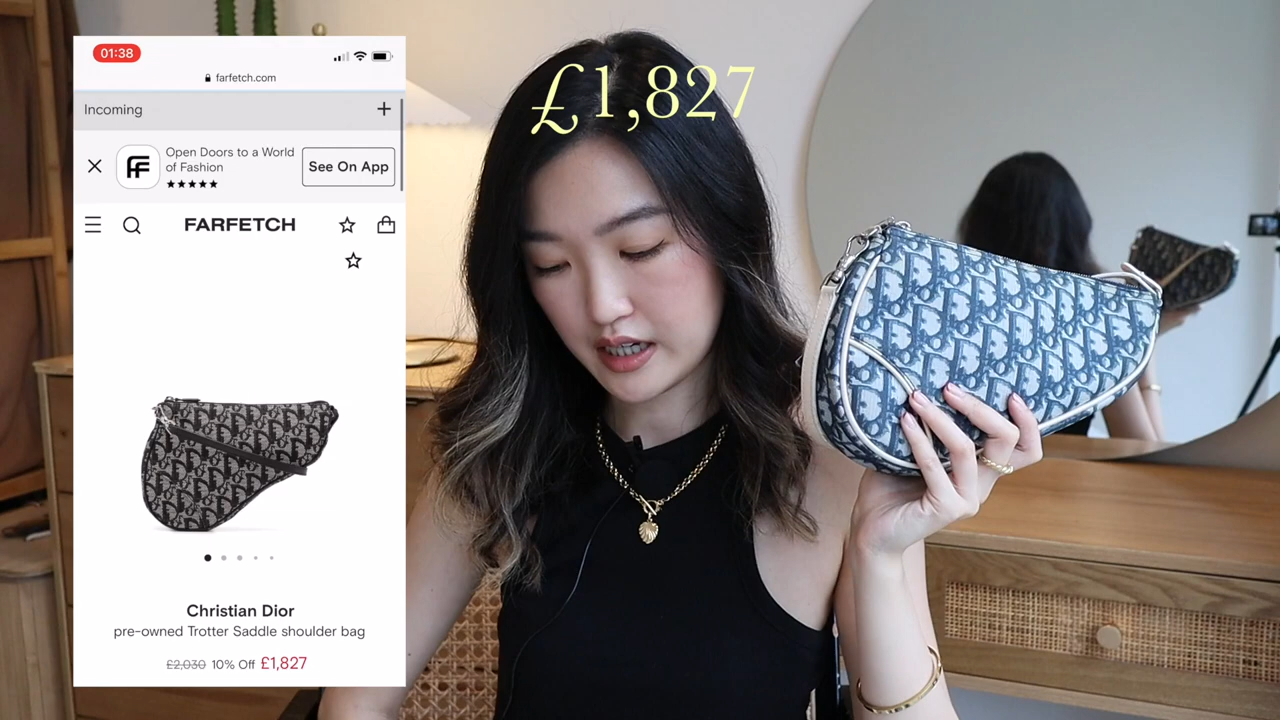 01:38
farfetch.com
Incoming
Open Doors to a World
of Fashion
See On App
FARFETCH
Christian Dior
pre-owned Trotter Saddle shoulder bag
£2,030 10% Off £1,827
£1,827